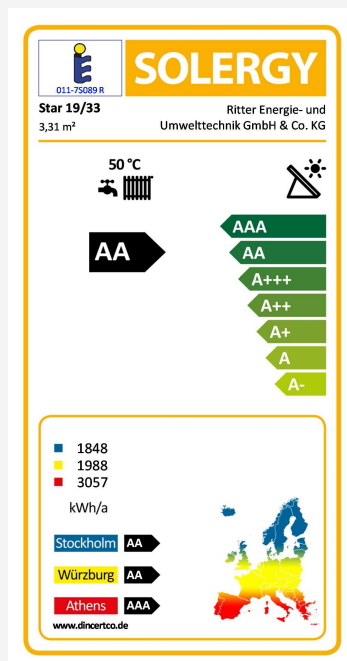 SOLERGY
011-7S089 R
Star 19/33
3,31 m²
Ritter Energie- und
Umwelttechnik GmbH & Co. KG
50 °C
AA
AAA
AA
A+++
A++
A+
A
A-
1848
1988
3057
kWh/a
Stockholm AA
Würzburg AA
Athens AAA
www.dincertco.de